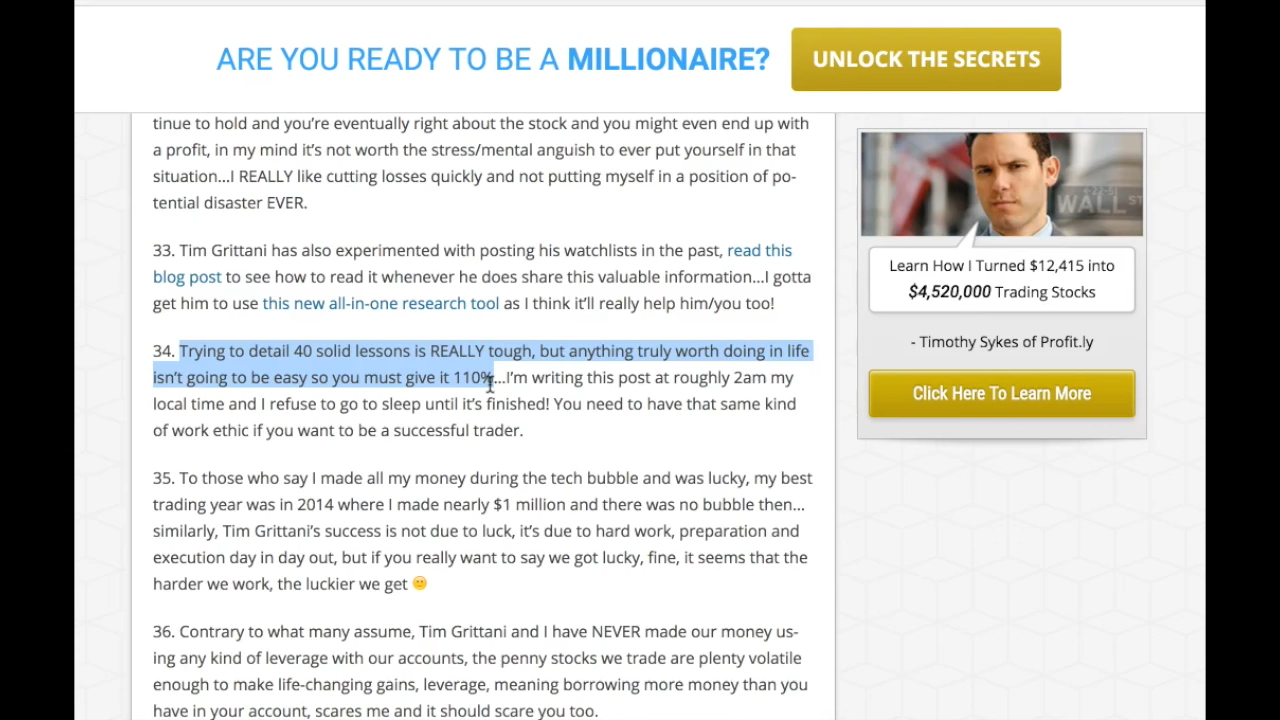 ARE YOU READY TO BE A MILLIONAIRE?
UNLOCK THE SECRETS
tinue to hold and you're eventually right about the stock and you might even end up with
a profit, in my mind it's not worth the stress/mental anguish to ever put yourself in that
situation...I REALLY like cutting losses quickly and not putting myself in a position of po-
tential disaster EVER.
33. Tim Grittani has also experimented with posting his watchlists in the past, read this
blog post to see how to read it whenever he does share this valuable information...I gotta
get him to use this new all-in-one research tool as I think it'll really help him/you too!
34. Trying to detail 40 solid lessons is REALLY tough, but anything truly worth doing in life
isn't going to be easy so you must give it 110%...I'm writing this post at roughly 2am my
local time and I refuse to go to sleep until it's finished! You need to have that same kind
of work ethic if you want to be a successful trader.
35. To those who say I made all my money during the tech bubble and was lucky, my best
trading year was in 2014 where I made nearly $1 million and there was no bubble then...
similarly, Tim Grittani's success is not due to luck, it's due to hard work, preparation and
execution day in day out, but if you really want to say we got lucky, fine, it seems that the
harder we work, the luckier we get 🙂
36. Contrary to what many assume, Tim Grittani and I have NEVER made our money us-
ing any kind of leverage with our accounts, the penny stocks we trade are plenty volatile
enough to make life-changing gains, leverage, meaning borrowing more money than you
have in your account, scares me and it should scare you too.
WALL ST
Learn How I Turned $12,415 into
$4,520,000 Trading Stocks
- Timothy Sykes of Profit.ly
Click Here To Learn More